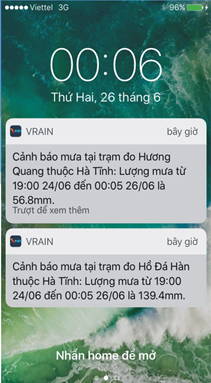 Viettel 3G 96%
00:06
Thứ Hai, 26 tháng 6
VRAIN bây giờ
Cảnh báo mưa tại trạm đo Hương
Quang thuộc Hà Tĩnh: Lượng mưa từ
19:00 24/06 đến 00:05 26/06 là
56.8mm.
Trượt để xem thêm
VRAIN bây giờ
Cảnh báo mưa tại trạm đo Hồ Đá Hàn
thuộc Hà Tĩnh: Lượng mưa từ 19:00
24/06 đến 00:05 26/06 là 139.4mm.
Nhấn home để mở